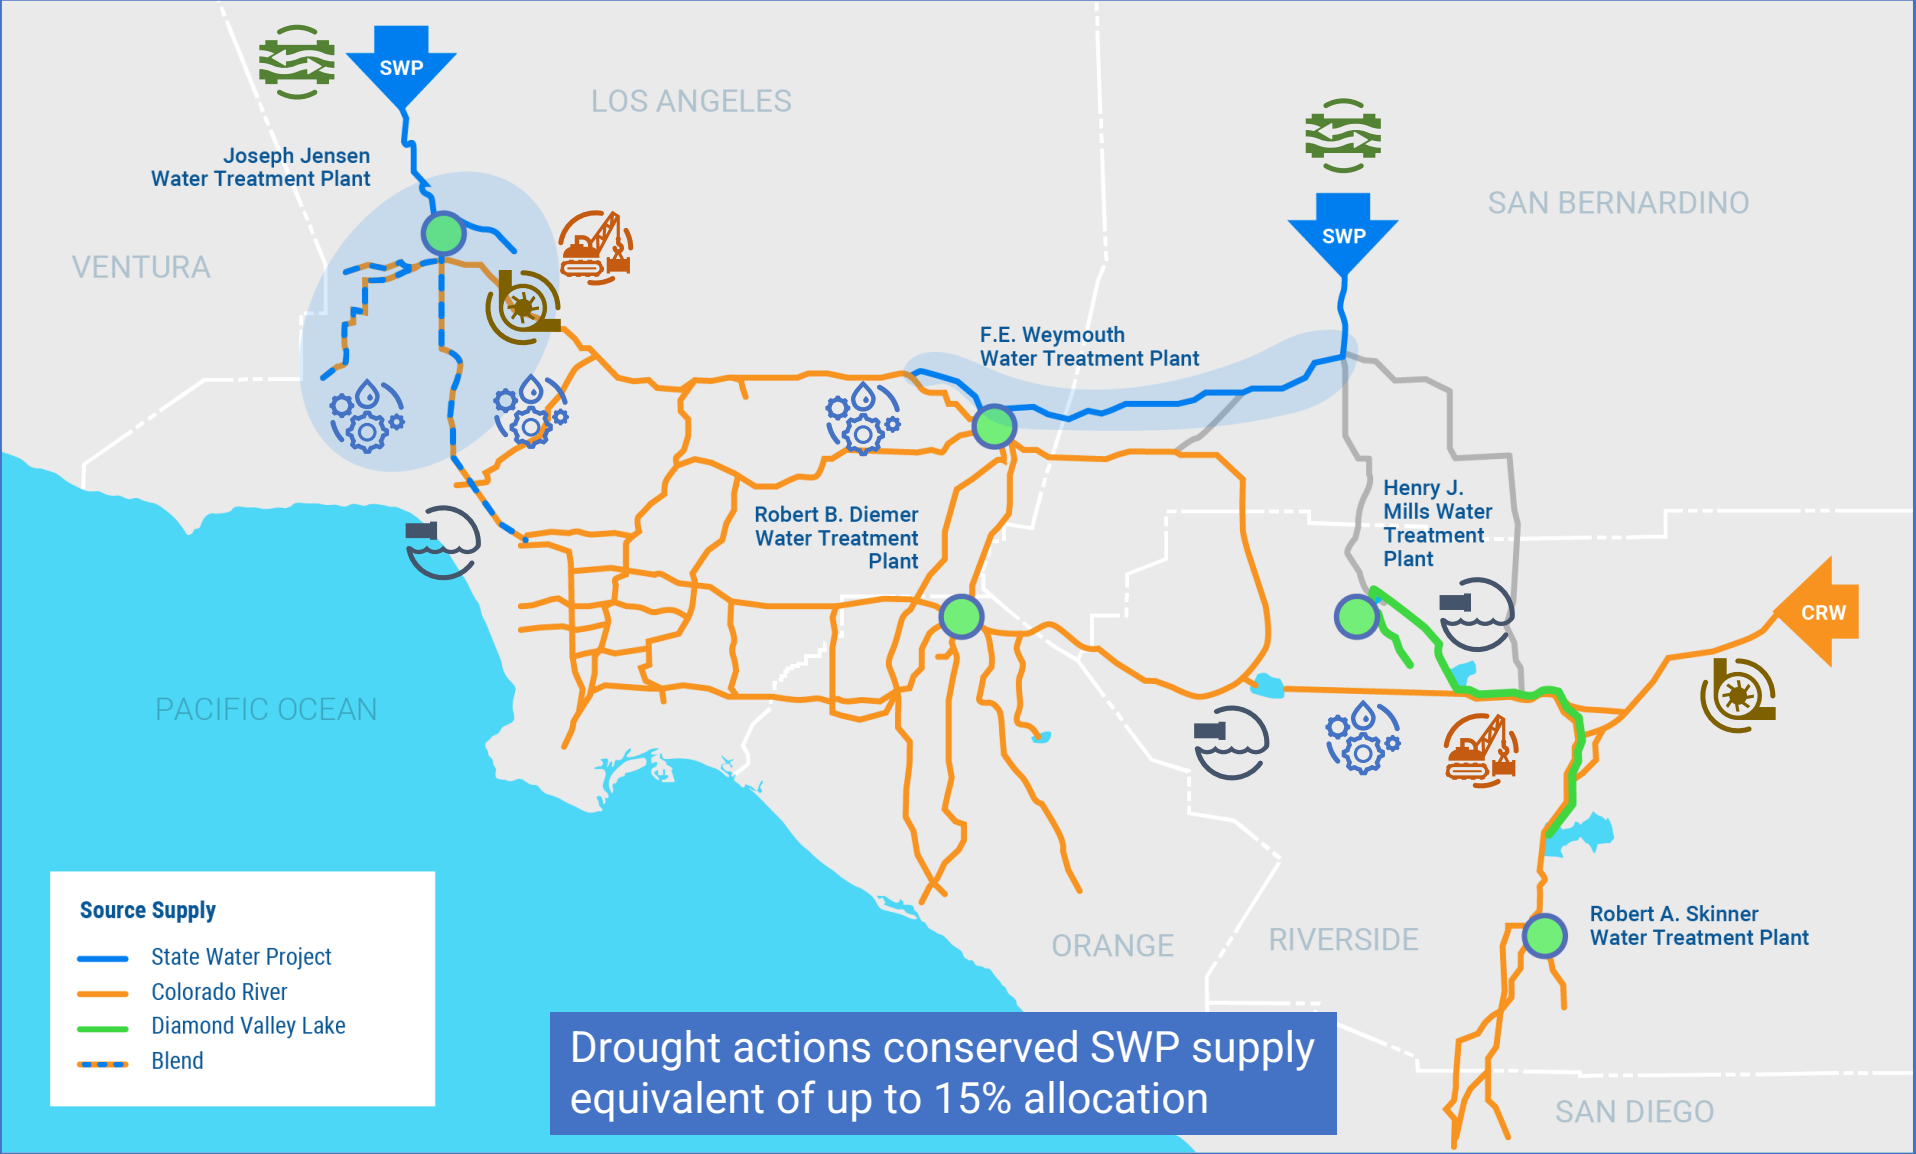 SWP
LOS ANGELES
Joseph Jensen
Water Treatment Plant
SAN BERNARDINO
SWP
VENTURA
F.E. Weymouth
Water Treatment Plant
Henry J.
Mills Water
Treatment
Plant
Robert B. Diemer
Water Treatment
Plant
CRW
PACIFIC OCEAN
Source Supply
State Water Project
Colorado River
Diamond Valley Lake
Blend
ORANGE
RIVERSIDE
Robert A. Skinner
Water Treatment Plant
Drought actions conserved SWP supply
equivalent of up to 15% allocation
SAN DIEGO